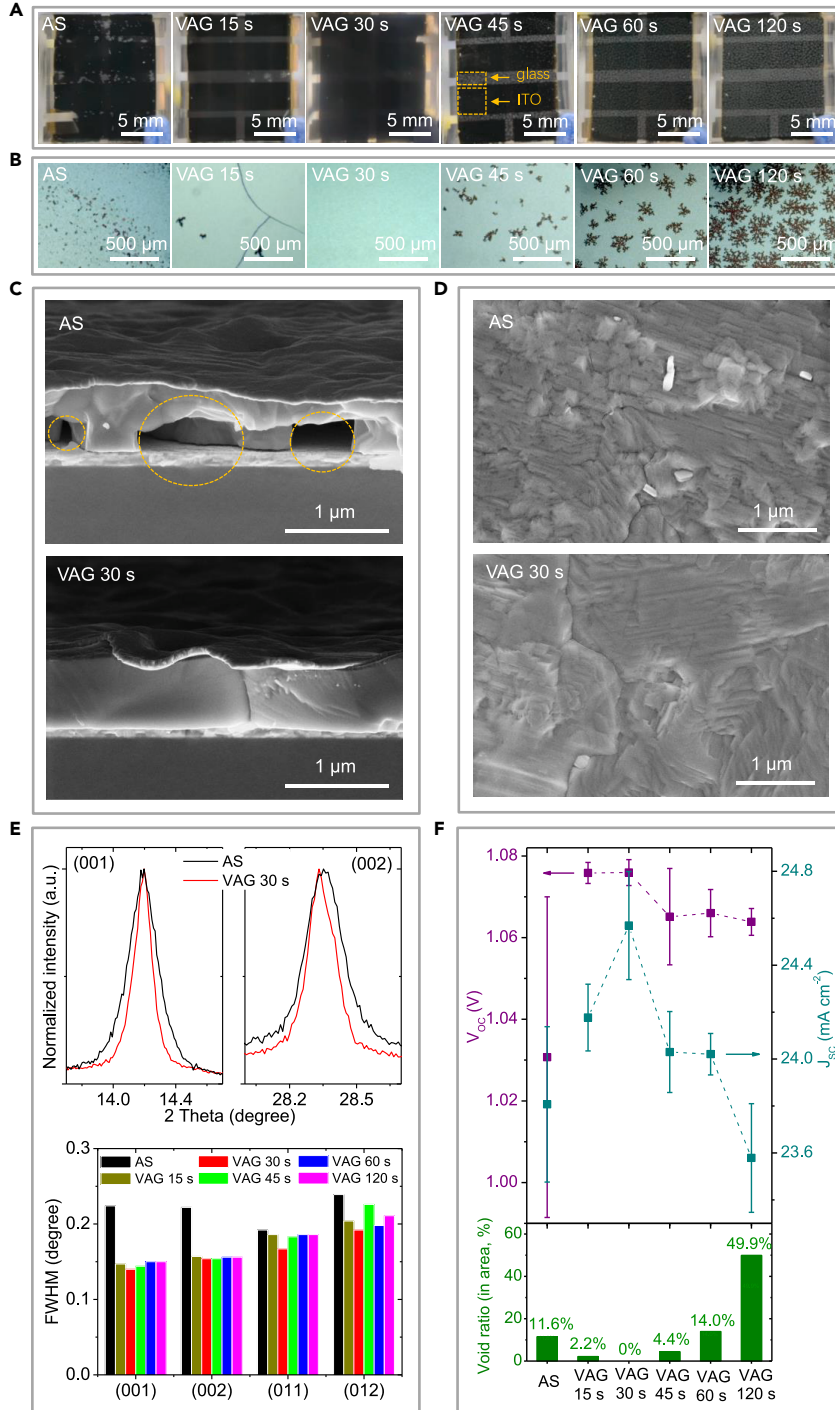 A
AS
VAG 15 s
VAG 30 s
VAG 45 s
VAG 60 s
VAG 120 s
glass
ITO
5 mm
5 mm
5 mm
5 mm
5 mm
5 mm
B
AS
VAG 15 s
VAG 30 s
VAG 45 s
VAG 60 s
VAG 120 s
500 µm
500 µm
500 µm
500 µm
500 µm
500 µm
C
AS
1 µm
VAG 30 s
1 µm
D
AS
1 µm
VAG 30 s
1 µm
E
(001)
AS
VAG 30 s
(002)
Normalized intensity (a.u.)
14.0
14.4
28.2
28.5
2 Theta (degree)
0.3
0.2
0.1
0.0
FWHM (degree)
AS
VAG 30 s
VAG 60 s
VAG 15 s
VAG 45 s
VAG 120 s
(001)
(002)
(011)
(012)
F
1.08
1.06
1.04
1.02
1.00
V_OC (V)
24.8
24.4
24.0
23.6
J_SC (mA cm⁻²)
Void ratio (in area, %)
60
40
20
0
11.6%
2.2%
0%
4.4%
14.0%
49.9%
AS
VAG 15 s
VAG 30 s
VAG 45 s
VAG 60 s
VAG 120 s